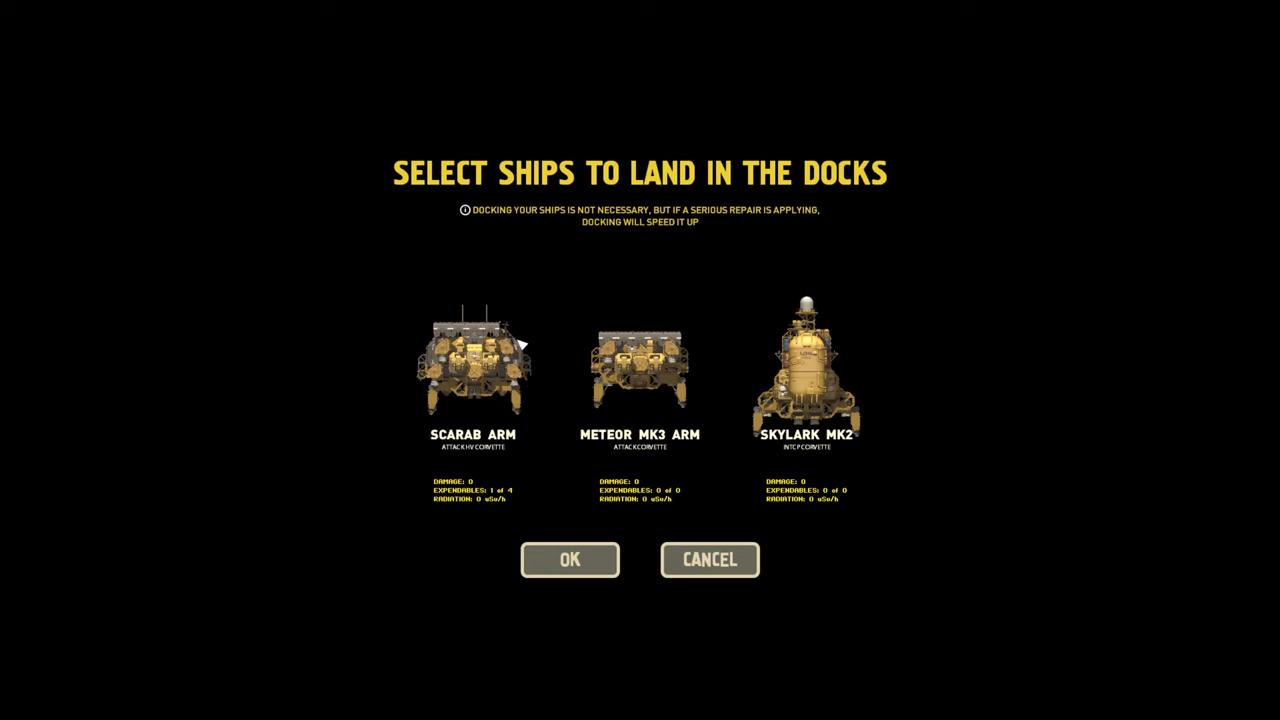 SELECT SHIPS TO LAND IN THE DOCKS
DOCKING YOUR SHIPS IS NOT NECESSARY, BUT IF A SERIOUS REPAIR IS APPLYING,
DOCKING WILL SPEED IT UP
SCARAB ARM
ATTACK HV CORVETTE
DAMAGE: 0
EXPENDABLES: 1 of 4
RADIATION: 0 uSv/h
METEOR MK3 ARM
ATTACK CORVETTE
DAMAGE: 0
EXPENDABLES: 0 of 0
RADIATION: 0 uSv/h
SKYLARK MK2
INTCP CORVETTE
DAMAGE: 0
EXPENDABLES: 0 of 0
RADIATION: 0 uSv/h
OK
CANCEL